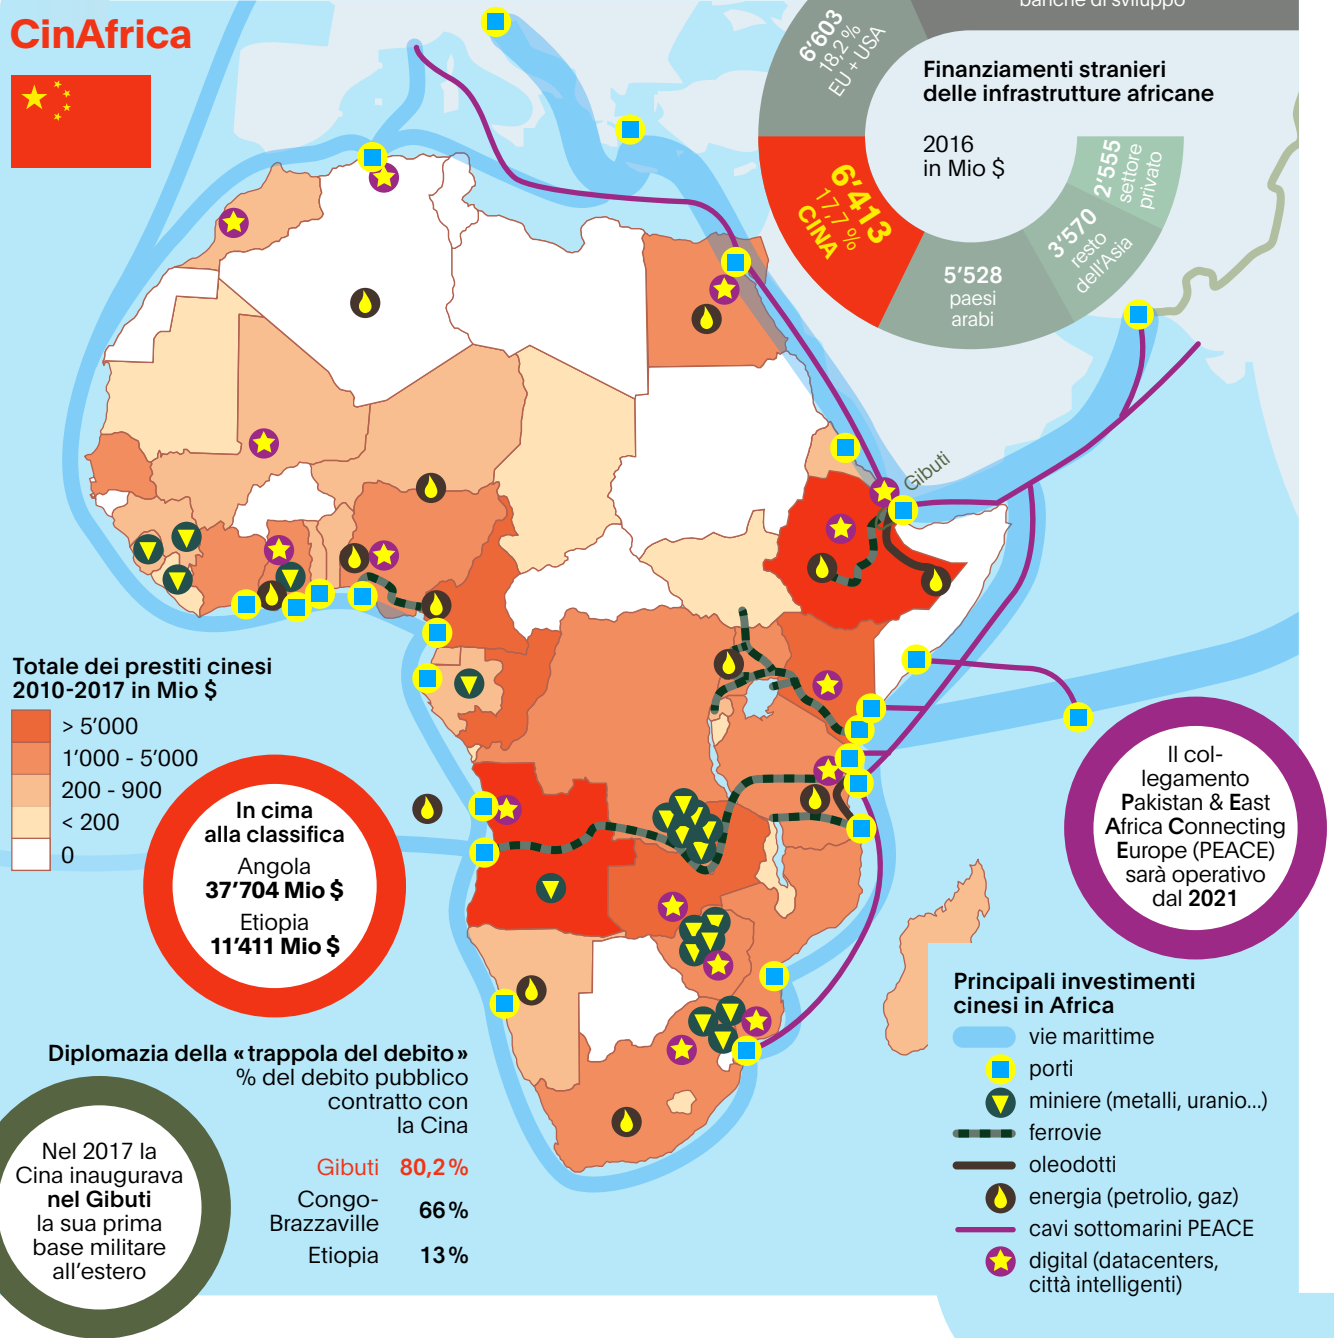 CinAfrica
banche di sviluppo
6’603
18,2 %
EU + USA
Finanziamenti stranieri
delle infrastrutture africane
2016
in Mio $
6’413
17,7 %
CINA
5’528
paesi
arabi
3’570
resto
dell’Asia
2’555
settore
privato
Gibuti
Totale dei prestiti cinesi
2010-2017 in Mio $
> 5’000
1’000 - 5’000
200 - 900
< 200
0
In cima
alla classifica
Angola
37’704 Mio $
Etiopia
11’411 Mio $
Il col-
legamento
Pakistan & East
Africa Connecting
Europe (PEACE)
sarà operativo
dal 2021
Diplomazia della «trappola del debito»
% del debito pubblico
contratto con
la Cina
Gibuti 80,2 %
Congo-
Brazzaville 66 %
Etiopia 13 %
Nel 2017 la
Cina inaugurava
nel Gibuti
la sua prima
base militare
all’estero
Principali investimenti
cinesi in Africa
vie marittime
porti
miniere (metalli, uranio...)
ferrovie
oleodotti
energia (petrolio, gaz)
cavi sottomarini PEACE
digital (datacenters,
città intelligenti)